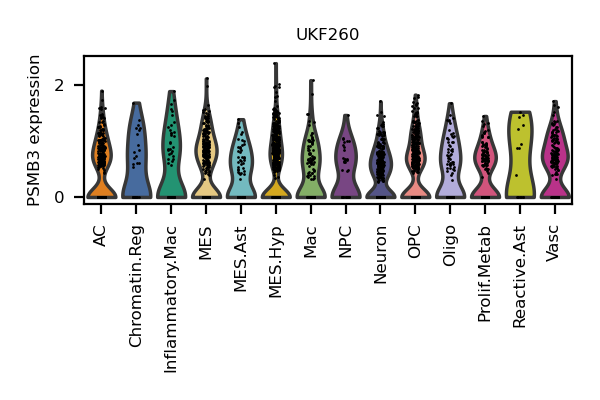 UKF260
PSMB3 expression
2
0
AC
Chromatin.Reg
Inflammatory.Mac
MES
MES.Ast
MES.Hyp
Mac
NPC
Neuron
OPC
Oligo
Prolif.Metab
Reactive.Ast
Vasc